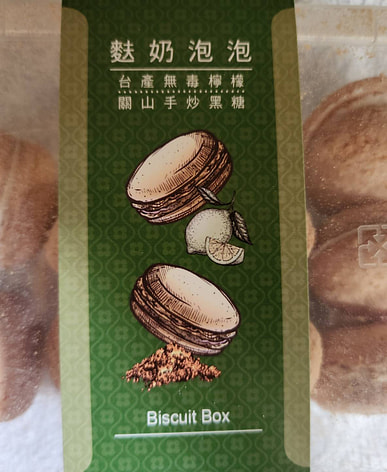 麩奶泡泡
台產無毒檸檬
關山手炒黑糖
Biscuit Box